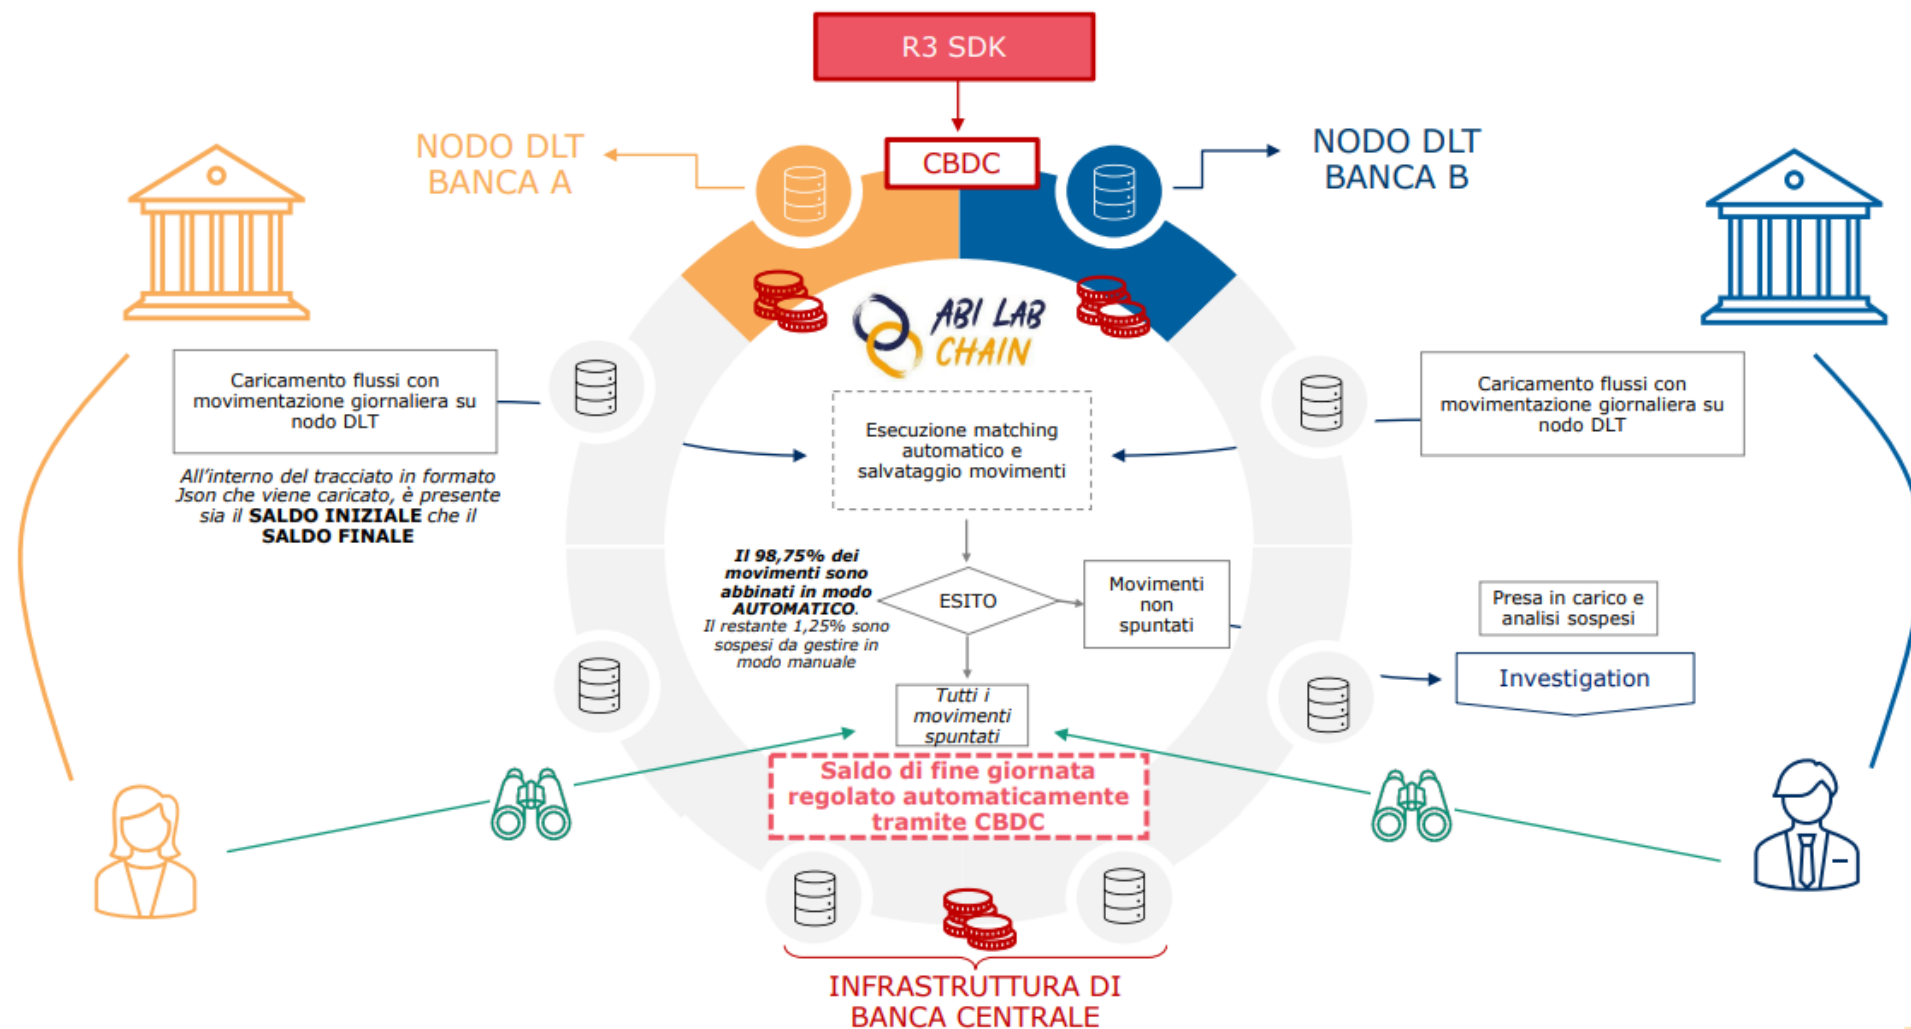 R3 SDK
NODO DLT
BANCA A
CBDC
NODO DLT
BANCA B
ABI LAB
CHAIN
Caricamento flussi con
movimentazione giornaliera su
nodo DLT
All'interno del tracciato in formato
Json che viene caricato, è presente
sia il SALDO INIZIALE che il
SALDO FINALE
Esecuzione matching
automatico e
salvataggio movimenti
Caricamento flussi con
movimentazione giornaliera su
nodo DLT
Il 98,75% dei
movimenti sono
abbinati in modo
AUTOMATICO.
Il restante 1,25% sono
sospesi da gestire in
modo manuale
ESITO
Movimenti
non
spuntati
Presa in carico e
analisi sospesi
Investigation
Tutti i
movimenti
spuntati
Saldo di fine giornata
regolato automaticamente
tramite CBDC
INFRASTRUTTURA DI
BANCA CENTRALE